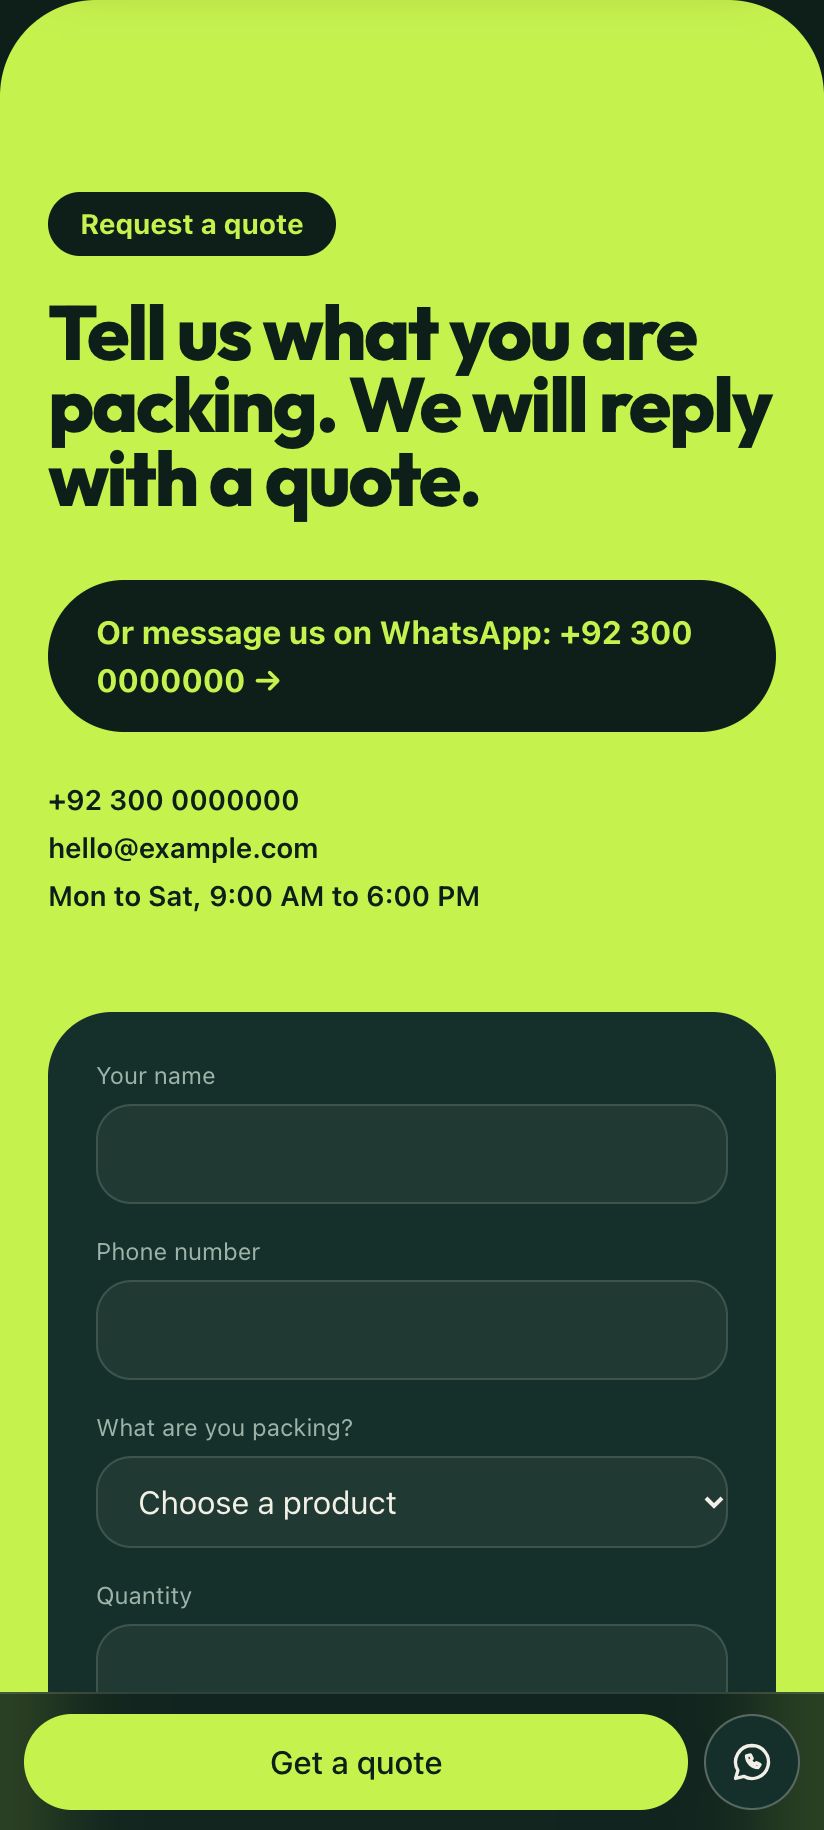 Request a quote
Tell us what you are
packing. We will reply
with a quote.
Or message us on WhatsApp: +92 300
0000000 →
+92 300 0000000
hello@example.com
Mon to Sat, 9:00 AM to 6:00 PM
Your name
Phone number
What are you packing?
Choose a product
Quantity
Get a quote